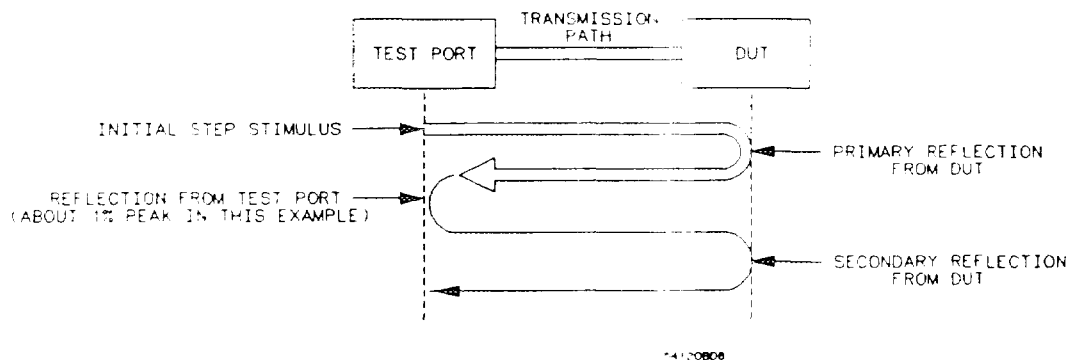 TRANSMISSION
PATH
TEST PORT
DUT
INITIAL STEP STIMULUS
PRIMARY REFLECTION
FROM DUT
REFLECTION FROM TEST PORT
(ABOUT 1% PEAK IN THIS EXAMPLE)
SECONDARY REFLECTION
FROM DUT